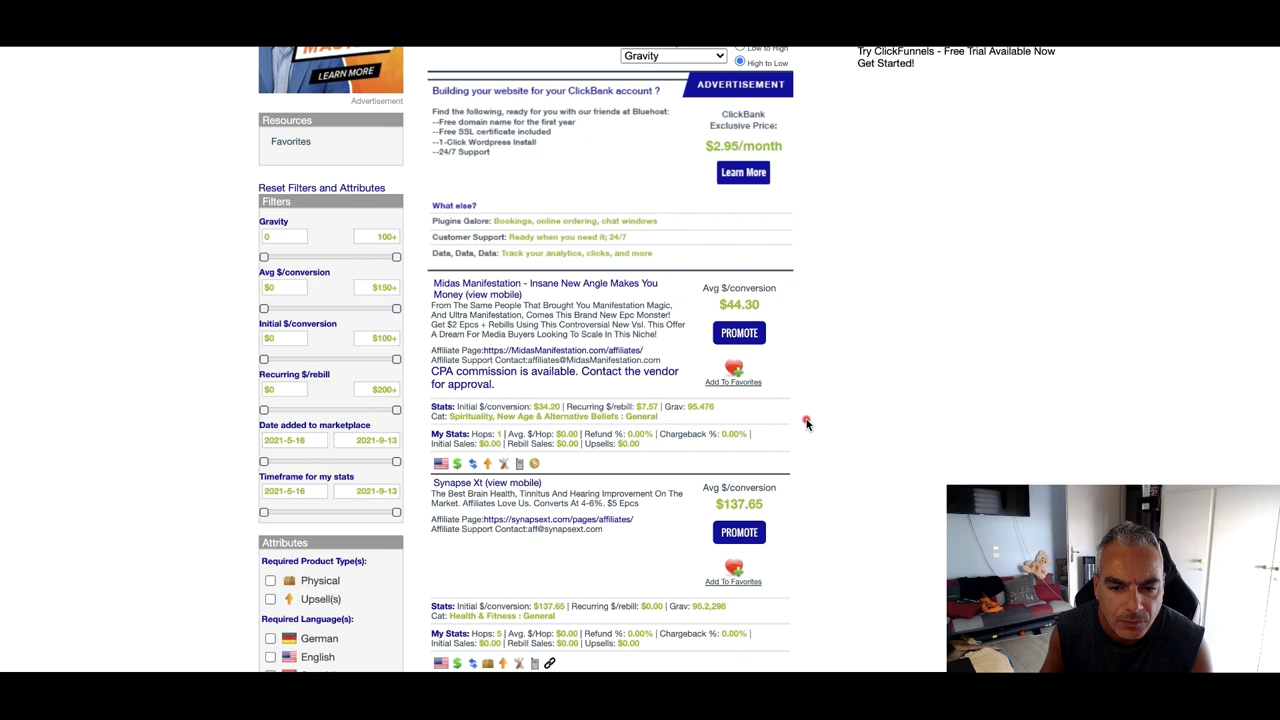 LEARN MORE
Advertisement
Resources
Favorites
Reset Filters and Attributes
Filters
Gravity
0 100+
Avg $/conversion
$0 $150+
Initial $/conversion
$0 $100+
Recurring $/rebill
$0 $200+
Date added to marketplace
2021-5-16 2021-9-13
Timeframe for my stats
2021-5-16 2021-9-13
Attributes
Required Product Type(s):
Physical
Upsell(s)
Required Language(s):
German
English
Gravity
Low to High
High to Low
ADVERTISEMENT
Building your website for your ClickBank account ?
Find the following, ready for you with our friends at Bluehost:
--Free domain name for the first year
--Free SSL certificate included
--1-Click Wordpress Install
--24/7 Support
ClickBank
Exclusive Price:
$2.95/month
Learn More
What else?
Plugins Galore: Bookings, online ordering, chat windows
Customer Support: Ready when you need it; 24/7
Data, Data, Data: Track your analytics, clicks, and more
Midas Manifestation - Insane New Angle Makes You
Money (view mobile)
From The Same People That Brought You Manifestation Magic,
And Ultra Manifestation, Comes This Brand New Epc Monster!
Get $2 Epcs + Rebills Using This Controversial New Vsl. This Offer
A Dream For Media Buyers Looking To Scale In This Niche!
Affiliate Page:https://MidasManifestation.com/affiliates/
Affiliate Support Contact:affiliates@MidasManifestation.com
CPA commission is available. Contact the vendor
for approval.
Avg $/conversion
$44.30
PROMOTE
Add To Favorites
Stats: Initial $/conversion: $34.20 | Recurring $/rebill: $7.57 | Grav: 95.476
Cat: Spirituality, New Age & Alternative Beliefs : General
My Stats: Hops: 1 | Avg. $/Hop: $0.00 | Refund %: 0.00% | Chargeback %: 0.00% |
Initial Sales: $0.00 | Rebill Sales: $0.00 | Upsells: $0.00
Synapse Xt (view mobile)
The Best Brain Health, Tinnitus And Hearing Improvement On The
Market. Affiliates Love Us. Converts At 4-6%. $5 Epcs
Affiliate Page:https://synapsext.com/pages/affiliates/
Affiliate Support Contact:aff@synapsext.com
Avg $/conversion
$137.65
PROMOTE
Add To Favorites
Stats: Initial $/conversion: $137.65 | Recurring $/rebill: $0.00 | Grav: 95.2,298
Cat: Health & Fitness : General
My Stats: Hops: 5 | Avg. $/Hop: $0.00 | Refund %: 0.00% | Chargeback %: 0.00% |
Initial Sales: $0.00 | Rebill Sales: $0.00 | Upsells: $0.00
Try ClickFunnels - Free Trial Available Now
Get Started!